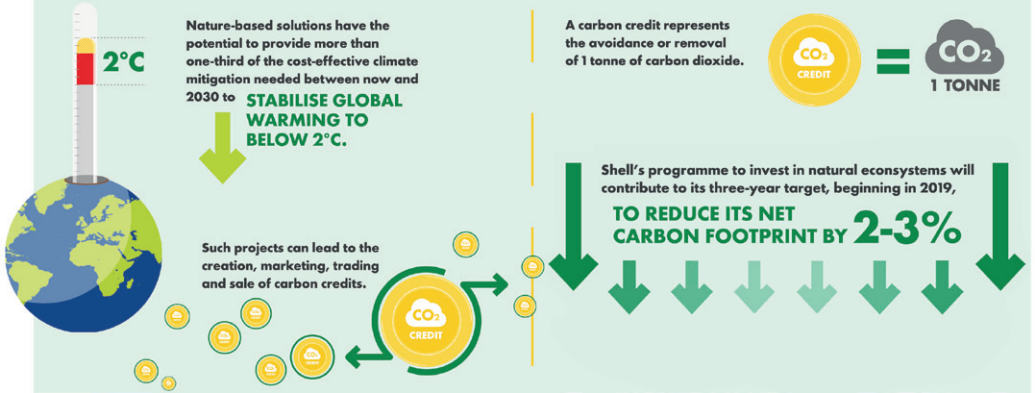 2°C
Nature-based solutions have the
potential to provide more than
one-third of the cost-effective climate
mitigation needed between now and
2030 to STABILISE GLOBAL
WARMING TO
BELOW 2°C.
Such projects can lead to the
creation, marketing, trading
and sale of carbon credits.
CO₂
CREDIT
A carbon credit represents
the avoidance or removal
of 1 tonne of carbon dioxide.
CO₂
CREDIT
=
CO₂
1 TONNE
Shell’s programme to invest in natural econsystems will
contribute to its three-year target, beginning in 2019,
TO REDUCE ITS NET
CARBON FOOTPRINT BY 2-3%